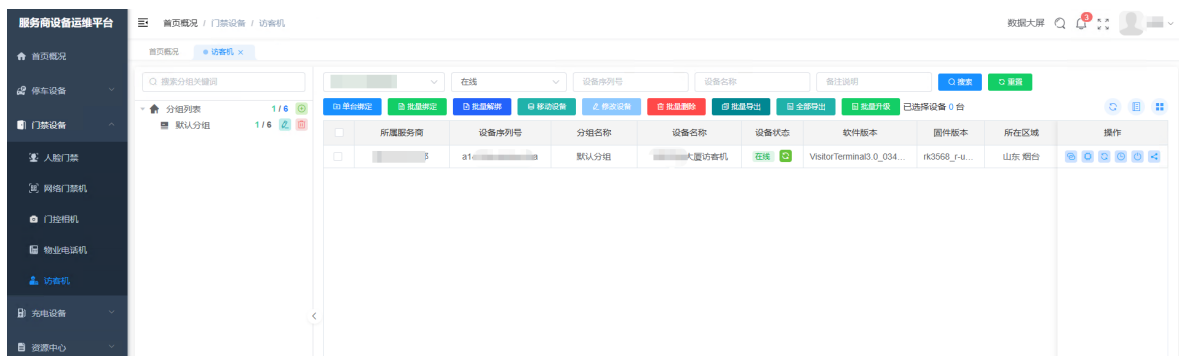 服务商设备运维平台
首页概况 / 门禁设备 / 访客机
数据大屏
3
首页概况
访客机 ×
首页概况
停车设备
门禁设备
人脸门禁
网络门禁机
门控相机
物业电话机
访客机
充电设备
资源中心
搜索分组关键词
分组列表 1 / 6
默认分组 1 / 6
在线
设备序列号
设备名称
备注说明
搜索
重置
单台绑定
批量绑定
批量解绑
移动设备
修改设备
批量删除
批量导出
全部导出
批量升级
已选择设备 0 台
所属服务商 设备序列号 分组名称 设备名称 设备状态 软件版本 固件版本 所在区域 操作
默认分组 大厦访客机 在线 VisitorTerminal3.0_034... rk3568_r-u... 山东 烟台